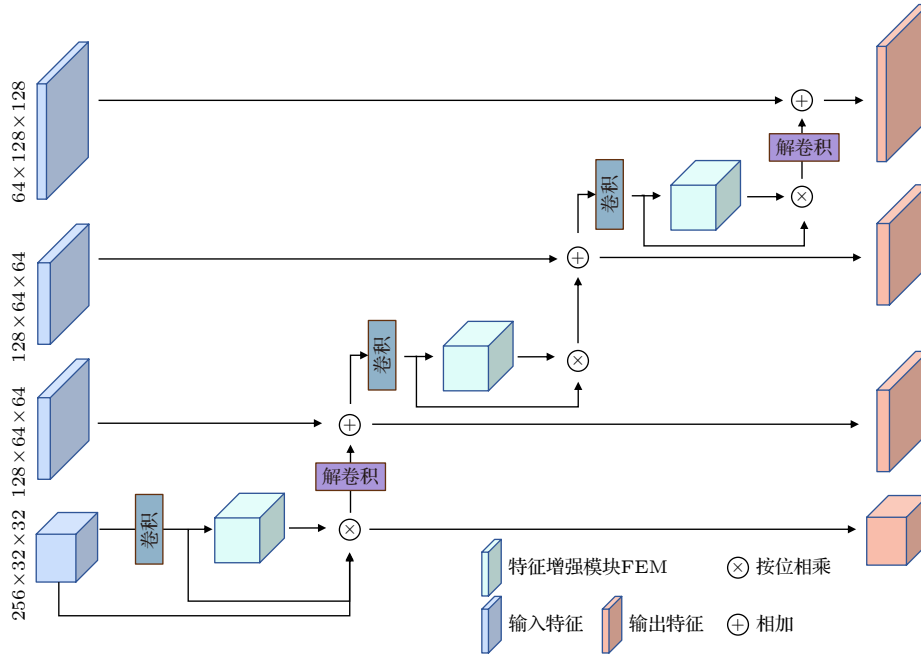 64×128×128
解卷积
卷积
128×64×64
卷积
128×64×64
解卷积
256×32×32
卷积
特征增强模块FEM
按位相乘
输入特征
输出特征
相加